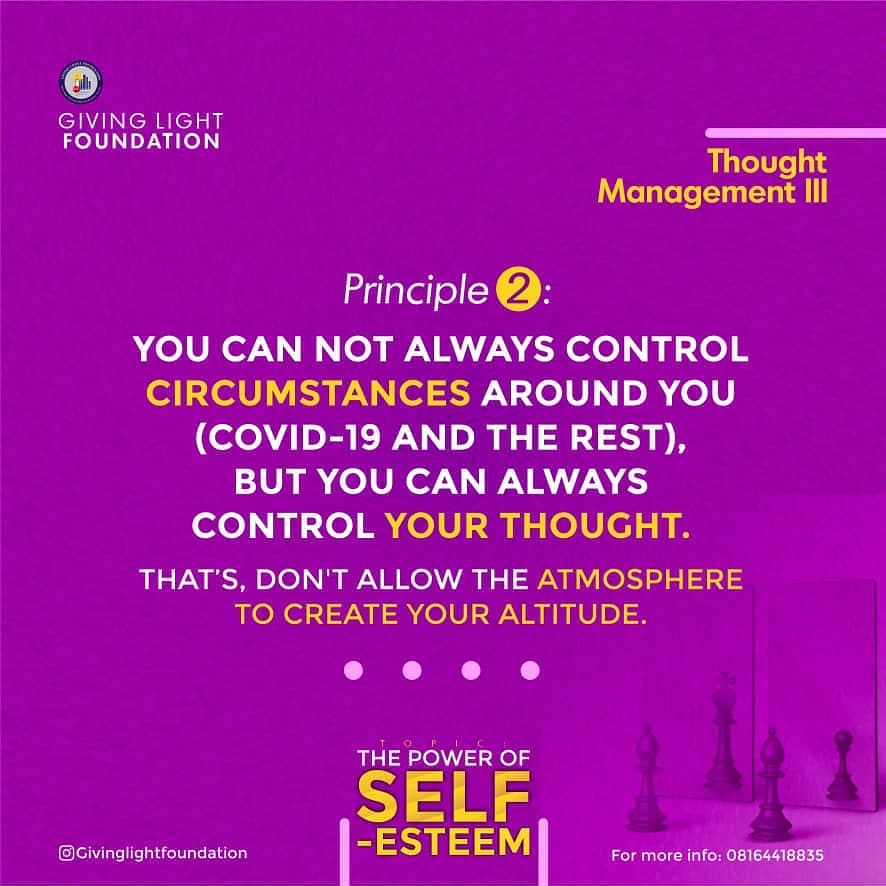 GIVING LIGHT
FOUNDATION
Thought
Management III
Principle 2:
YOU CAN NOT ALWAYS CONTROL
CIRCUMSTANCES AROUND YOU
(COVID-19 AND THE REST),
BUT YOU CAN ALWAYS
CONTROL YOUR THOUGHT.
THAT'S, DON'T ALLOW THE ATMOSPHERE
TO CREATE YOUR ALTITUDE.
TOPIC:
THE POWER OF
SELF
-ESTEEM
Givinglightfoundation
For more info: 08164418835